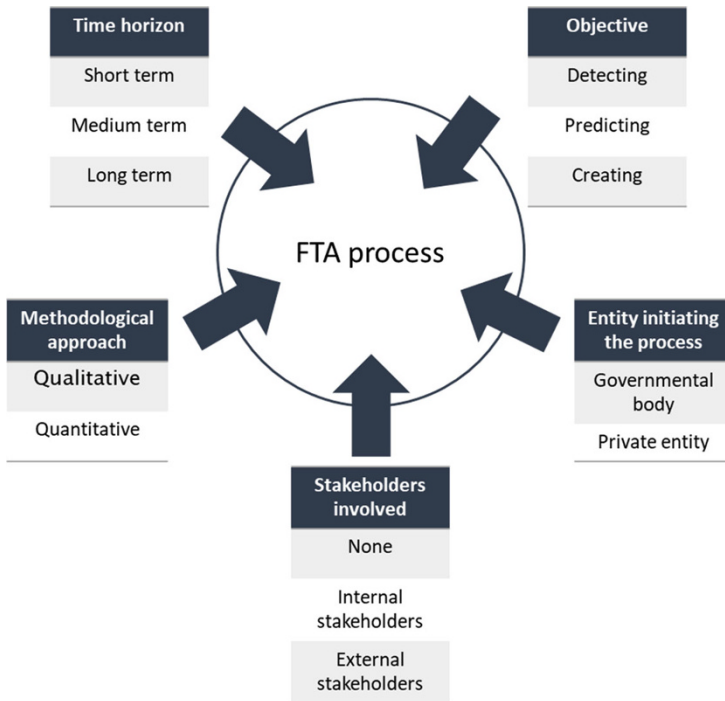 Time horizon
Short term
Medium term
Long term
Objective
Detecting
Predicting
Creating
FTA process
Methodological
approach
Qualitative
Quantitative
Entity initiating
the process
Governmental
body
Private entity
Stakeholders
involved
None
Internal
stakeholders
External
stakeholders